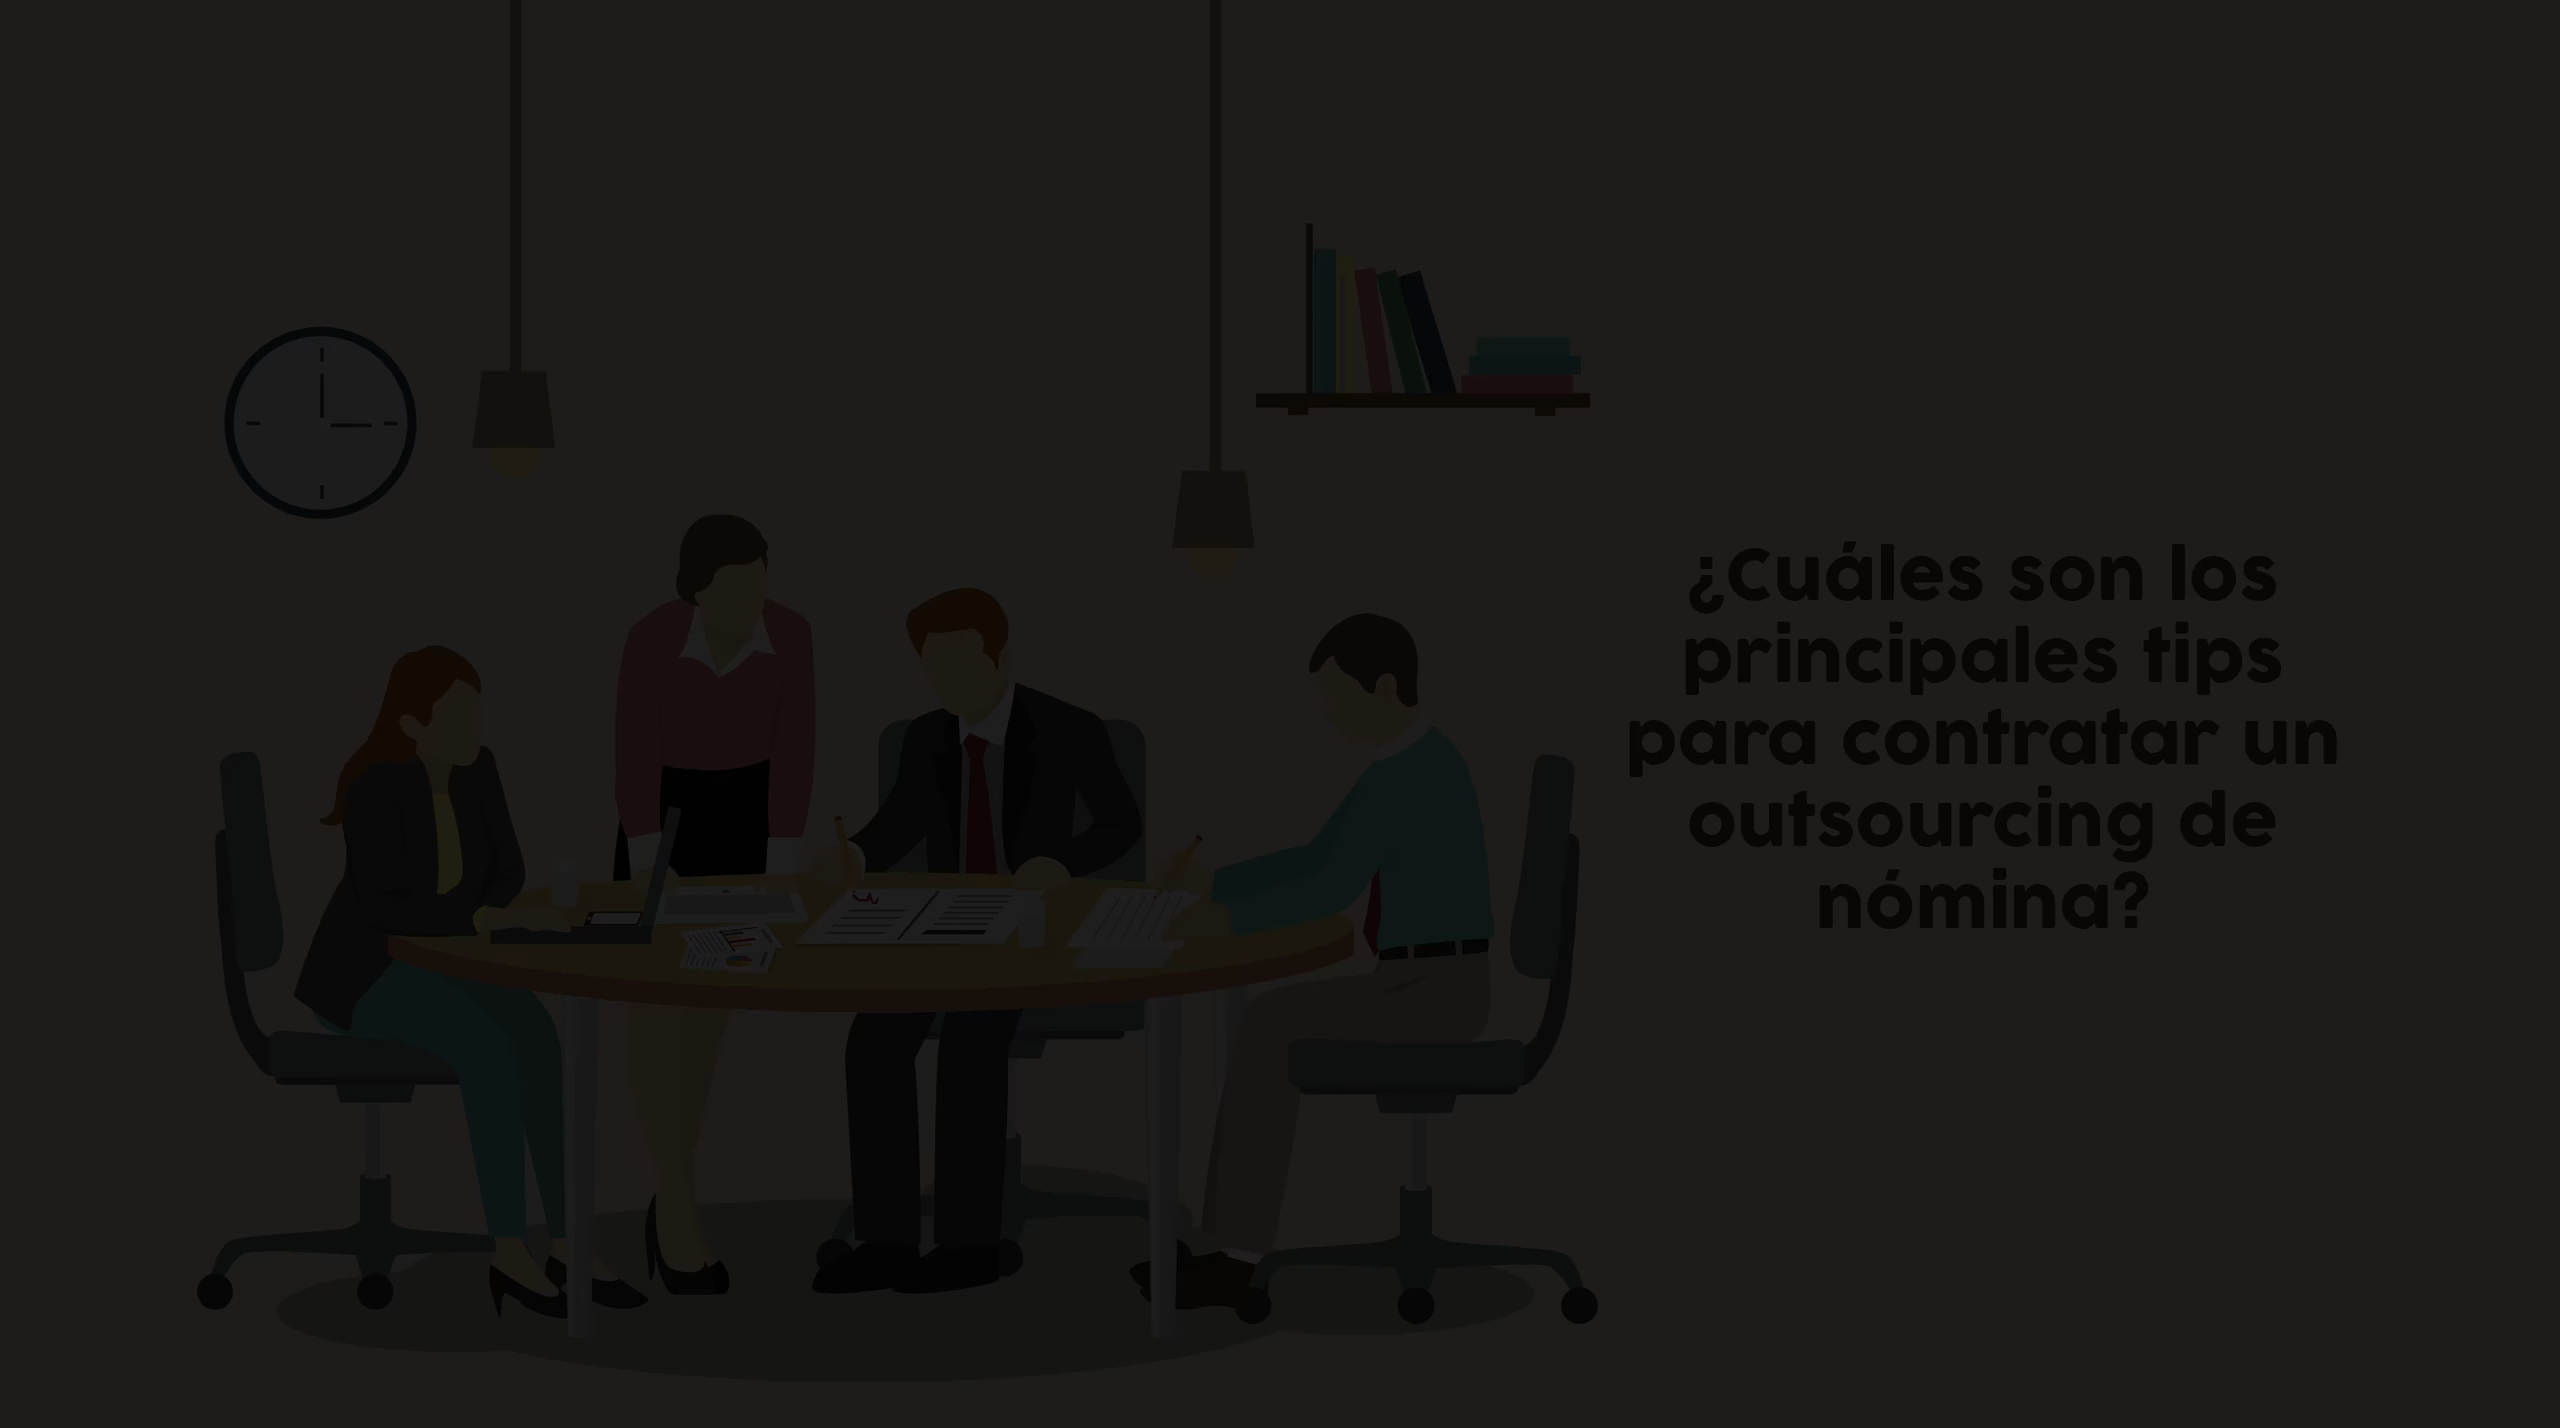 ¿Cuáles son los
principales tips
para contratar un
outsourcing de
nómina?